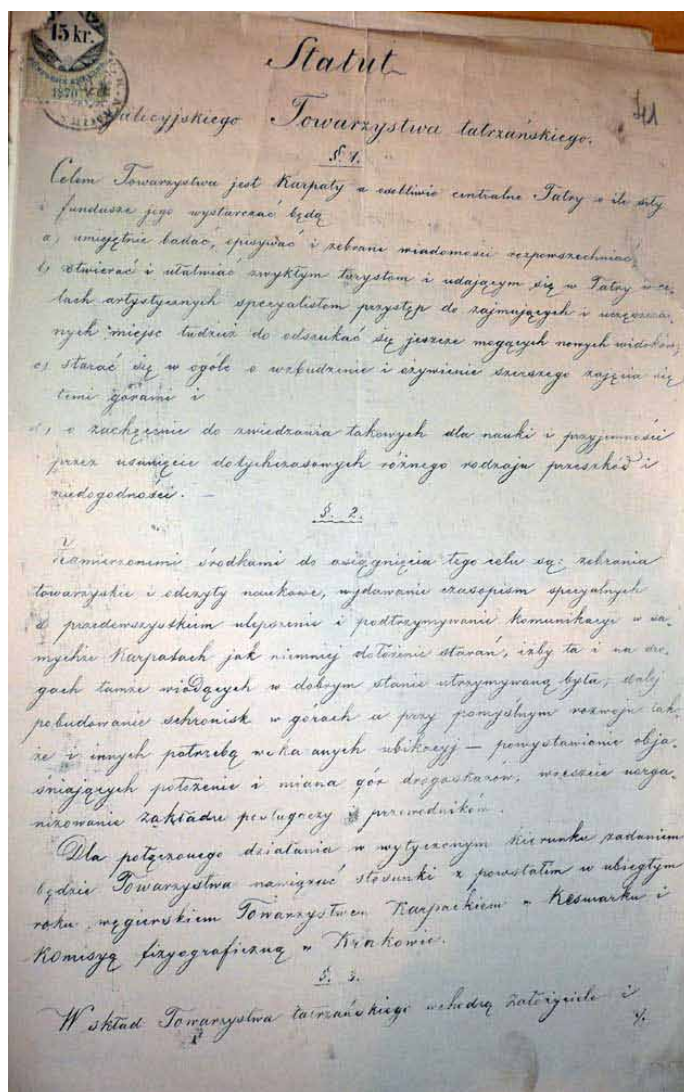 15 kr.
1870
41
Statut
Galicyjskiego Towarzystwa tatrzańskiego.
§ 1.
Celem Towarzystwa jest Karpaty a osobliwie centralne Tatry o ile siły
i fundusze jego wystarczać będą
a, umiejętnie badać, opisywać i zebrane wiadomości rozpowszechniać,
b, otwierać i ułatwiać zwykłym turystom i udającym się w Tatry w ce-
lach artystycznych specyalistom przystęp do zajmujących i uczęszcza-
nych miejsc tudzież do odszukać się jeszcze mogących nowych widoków;
c, starać się w ogóle o wzbudzenie i ożywienie szerszego zajęcia się
temi górami i
d, o zachęcenie do zwiedzania takowych dla nauki i przyjemności
przez usunięcie dotychczasowych różnego rodzaju przeszkód i
niedogodności. —
§. 2.
Zamierzonemi środkami do osiągnięcia tego celu są: zebrania
towarzyskie i odczyty naukowe, wydawanie czasopism specyalnych
a przedewszystkiem ulepszenie i podtrzymywanie komunikacyi w sa-
mychże Karpatach jak niemniej dołożenie starań, iżby ta i na dro-
gach tamże wiodących w dobrym stanie utrzymywaną była; dalej
pobudowanie schronisk w górach a przy pomyślnym rozwoju tak-
że i innych potrzebą wskazanych ubikacyj — powystawianie obja-
śniających położenie i miana gór drogoskazów, wreszcie uorga-
nizowanie zakładu posługaczy i przewodników.
Dla połączonego działania w wytyczonym kierunku zadaniem
będzie Towarzystwa nawiązać stosunki z powstałem w ubiegłym
roku, węgierskiem Towarzystwem Karpackiem w Kesmarku i
Komisyą fizyograficzną w Krakowie.
§. 3.
W skład Towarzystwa tatrzańskiego wchodzą założyciele i